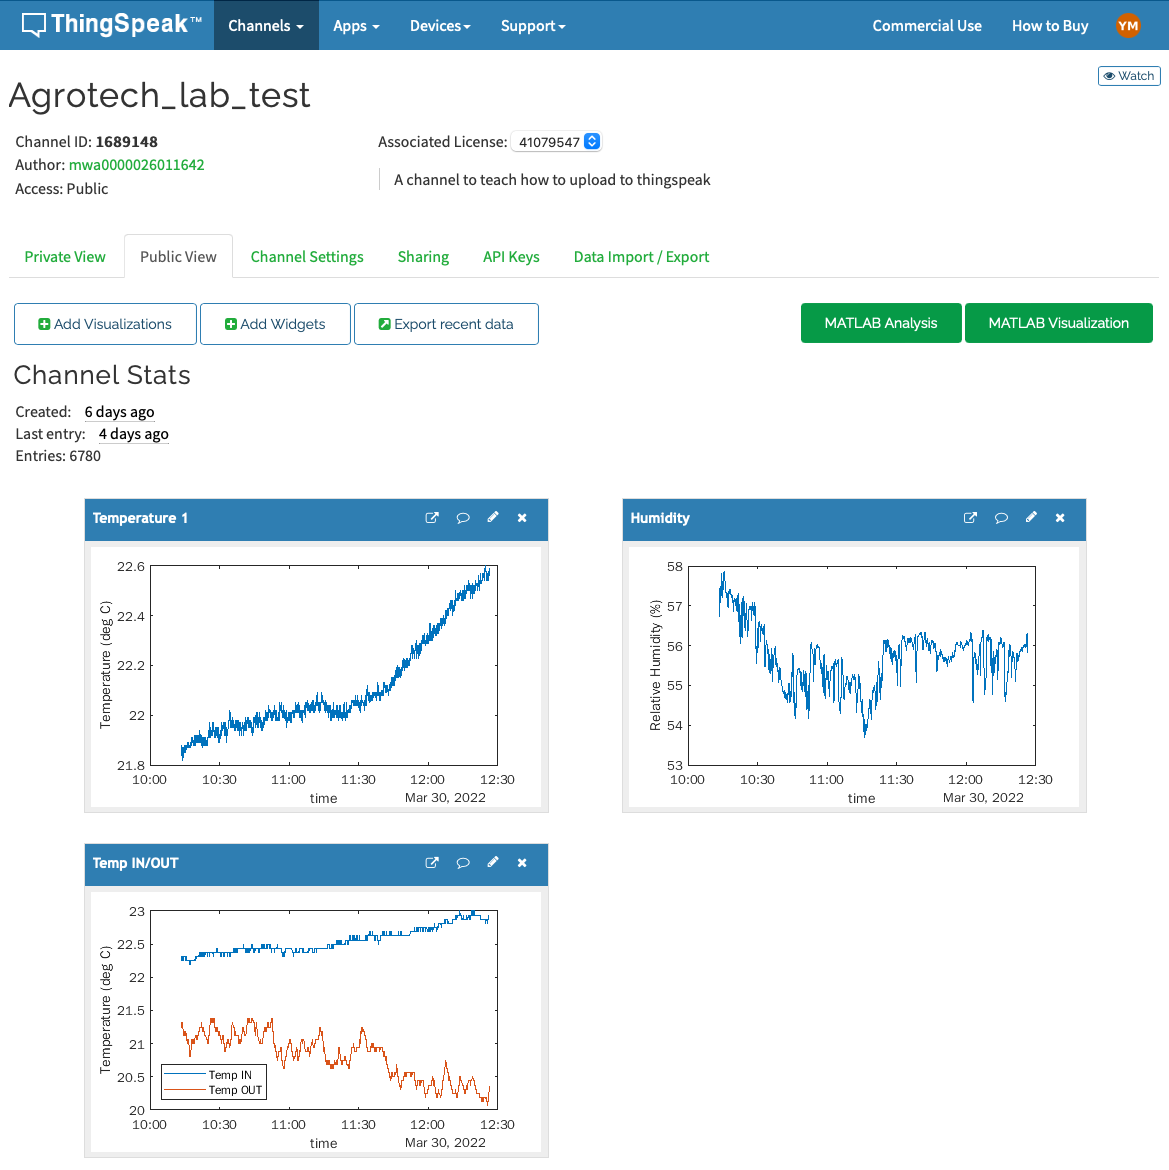 ThingSpeak™ Channels Apps Devices Support Commercial Use How to Buy YM
Watch
Agrotech_lab_test
Channel ID: 1689148
Author: mwa0000026011642
Access: Public
Associated License: 41079547
A channel to teach how to upload to thingspeak
Private View Public View Channel Settings Sharing API Keys Data Import / Export
Add Visualizations Add Widgets Export recent data MATLAB Analysis MATLAB Visualization
Channel Stats
Created: 6 days ago
Last entry: 4 days ago
Entries: 6780
Temperature 1
22.6
22.4
22.2
22
21.8
Temperature (deg C)
10:00 10:30 11:00 11:30 12:00 12:30
time Mar 30, 2022
Humidity
58
57
56
55
54
53
Relative Humidity (%)
10:00 10:30 11:00 11:30 12:00 12:30
time Mar 30, 2022
Temp IN/OUT
23
22.5
22
21.5
21
20.5
20
Temperature (deg C)
Temp IN
Temp OUT
10:00 10:30 11:00 11:30 12:00 12:30
time Mar 30, 2022